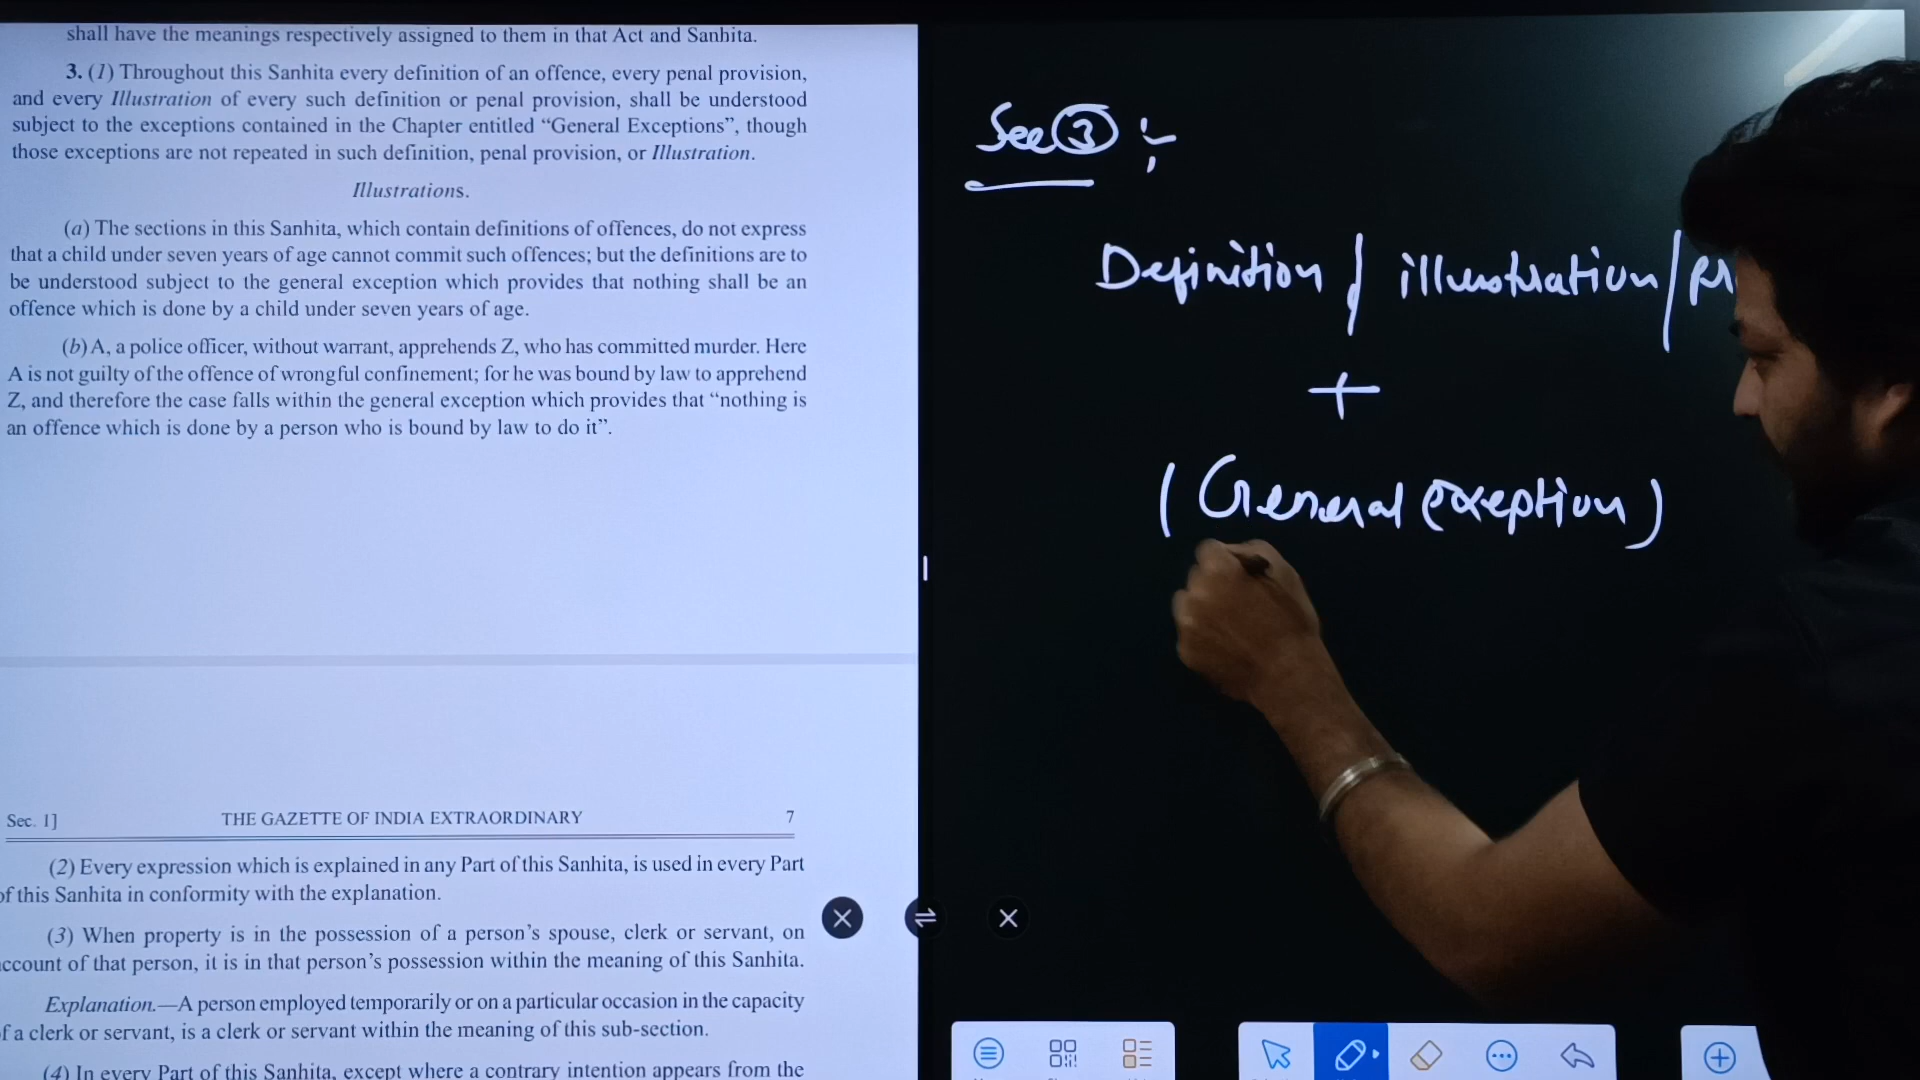 shall have the meanings respectively assigned to them in that Act and Sanhita.
3. (1) Throughout this Sanhita every definition of an offence, every penal provision,
and every Illustration of every such definition or penal provision, shall be understood
subject to the exceptions contained in the Chapter entitled “General Exceptions”, though
those exceptions are not repeated in such definition, penal provision, or Illustration.
Illustrations.
(a) The sections in this Sanhita, which contain definitions of offences, do not express
that a child under seven years of age cannot commit such offences; but the definitions are to
be understood subject to the general exception which provides that nothing shall be an
offence which is done by a child under seven years of age.
(b) A, a police officer, without warrant, apprehends Z, who has committed murder. Here
A is not guilty of the offence of wrongful confinement; for he was bound by law to apprehend
Z, and therefore the case falls within the general exception which provides that “nothing is
an offence which is done by a person who is bound by law to do it”.
Sec. 1] THE GAZETTE OF INDIA EXTRAORDINARY 7
(2) Every expression which is explained in any Part of this Sanhita, is used in every Part
of this Sanhita in conformity with the explanation.
(3) When property is in the possession of a person’s spouse, clerk or servant, on
account of that person, it is in that person’s possession within the meaning of this Sanhita.
Explanation.—A person employed temporarily or on a particular occasion in the capacity
of a clerk or servant, is a clerk or servant within the meaning of this sub-section.
(4) In every Part of this Sanhita, except where a contrary intention appears from the
Sec 3 :-
Definition / illustration /
+
(General exception)